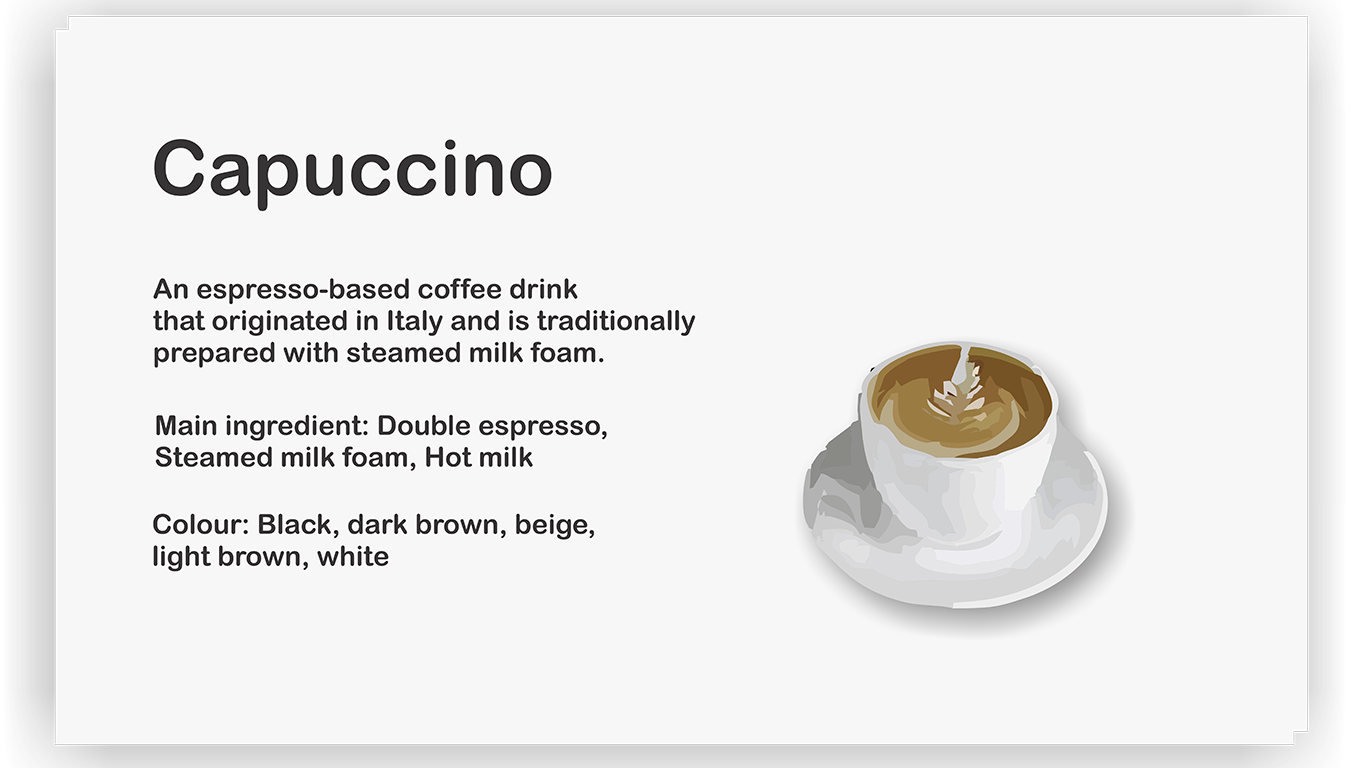 Capuccino
An espresso-based coffee drink
that originated in Italy and is traditionally
prepared with steamed milk foam.
Main ingredient: Double espresso,
Steamed milk foam, Hot milk
Colour: Black, dark brown, beige,
light brown, white